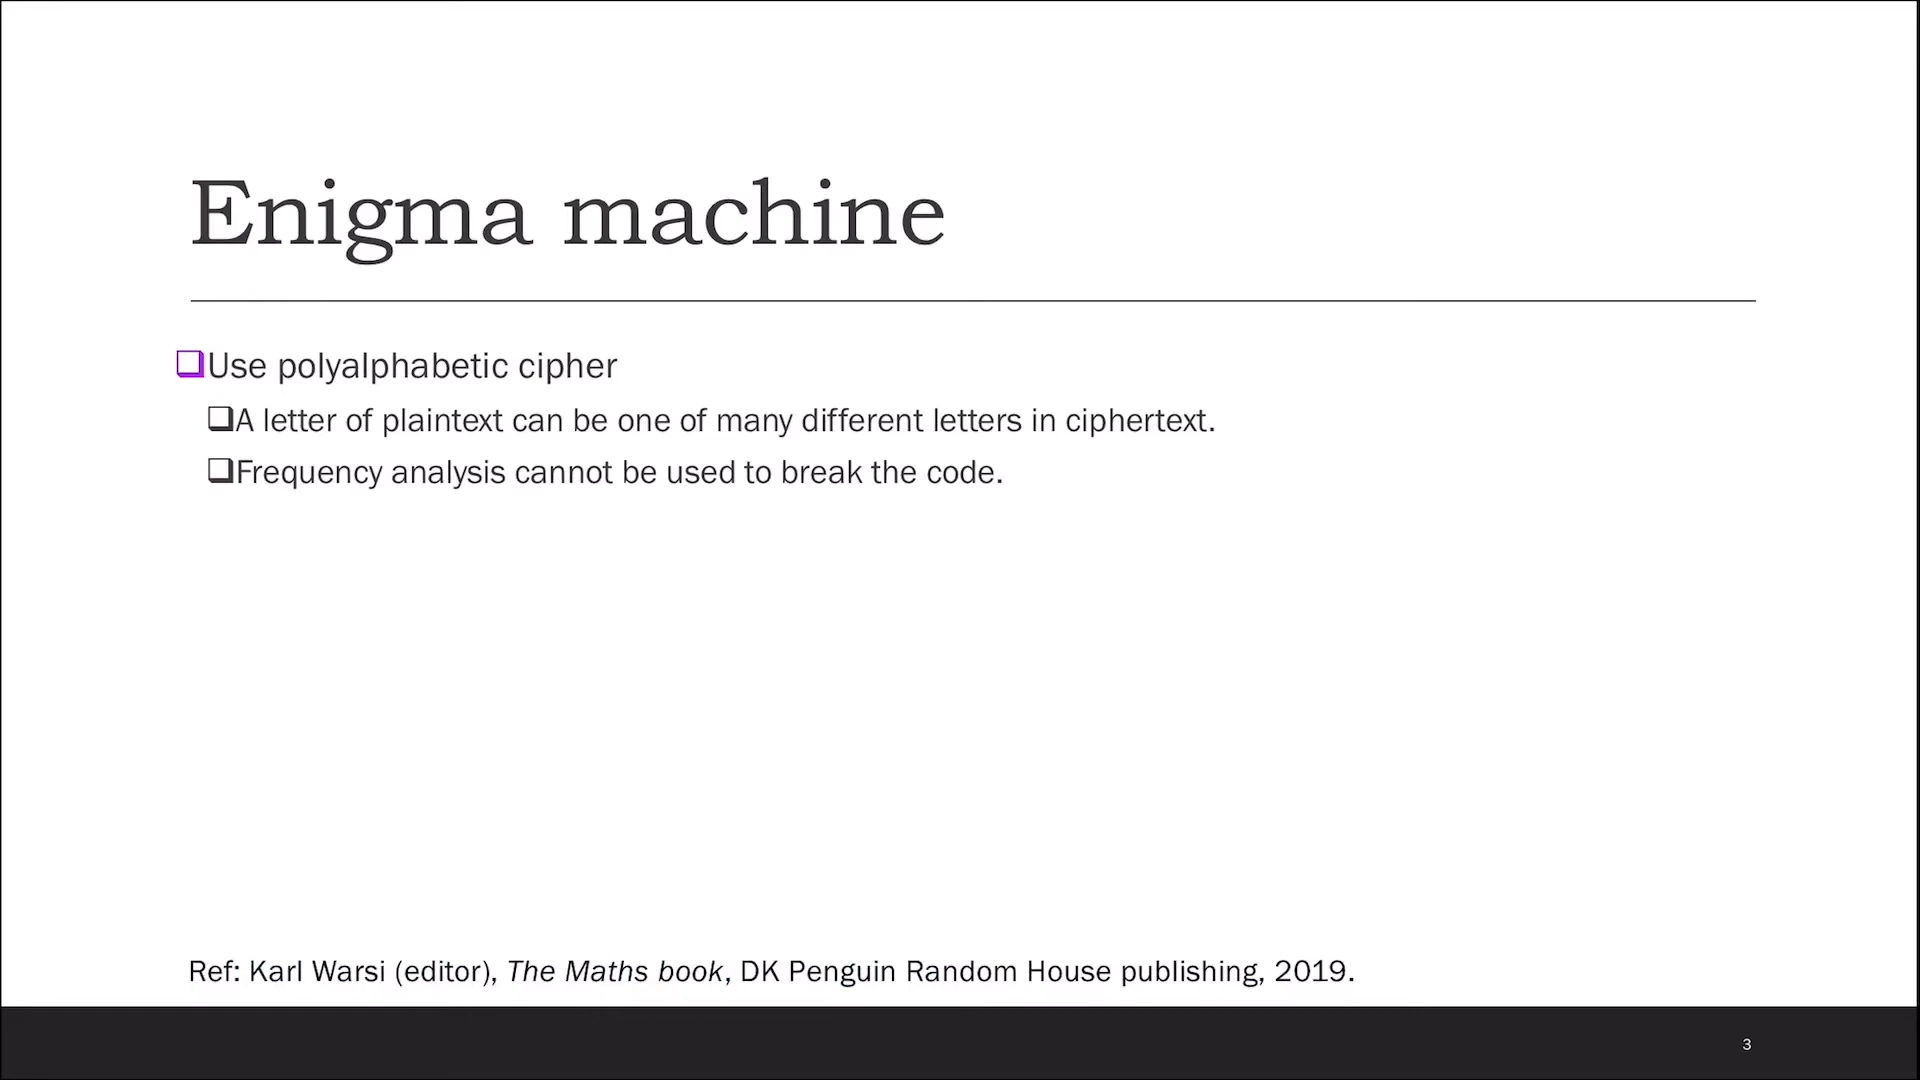 Enigma machine
❑Use polyalphabetic cipher
❑A letter of plaintext can be one of many different letters in ciphertext.
❑Frequency analysis cannot be used to break the code.
Ref: Karl Warsi (editor), The Maths book, DK Penguin Random House publishing, 2019.
3